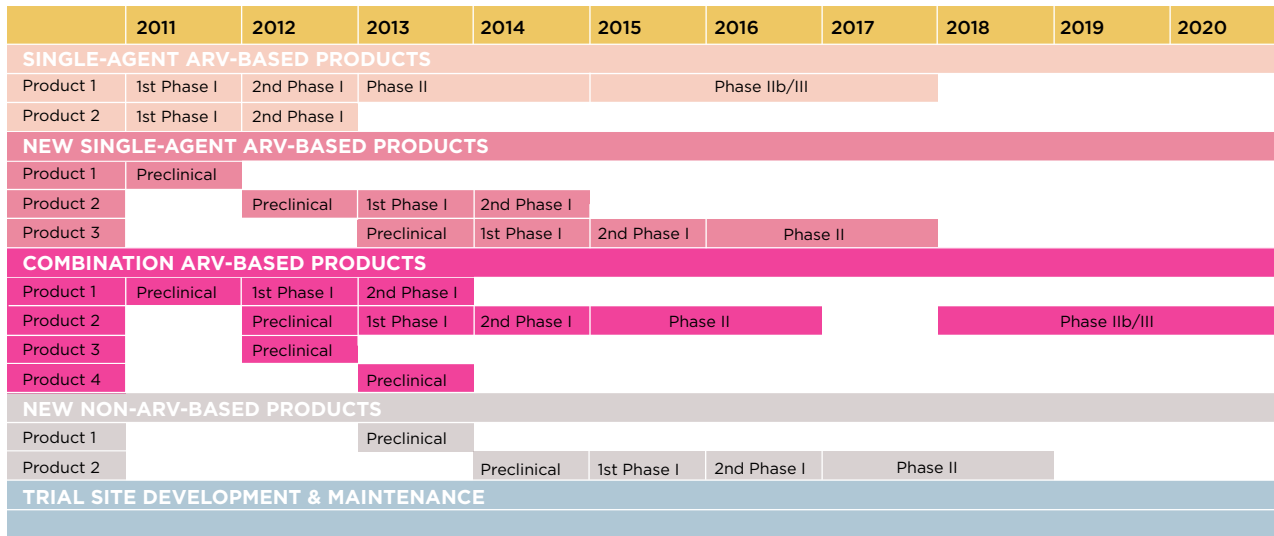 2011 2012 2013 2014 2015 2016 2017 2018 2019 2020
SINGLE-AGENT ARV-BASED PRODUCTS
Product 1 1st Phase I 2nd Phase I Phase II Phase IIb/III
Product 2 1st Phase I 2nd Phase I
NEW SINGLE-AGENT ARV-BASED PRODUCTS
Product 1 Preclinical
Product 2 Preclinical 1st Phase I 2nd Phase I
Product 3 Preclinical 1st Phase I 2nd Phase I Phase II
COMBINATION ARV-BASED PRODUCTS
Product 1 Preclinical 1st Phase I 2nd Phase I
Product 2 Preclinical 1st Phase I 2nd Phase I Phase II Phase IIb/III
Product 3 Preclinical
Product 4 Preclinical
NEW NON-ARV-BASED PRODUCTS
Product 1 Preclinical
Product 2 Preclinical 1st Phase I 2nd Phase I Phase II
TRIAL SITE DEVELOPMENT & MAINTENANCE